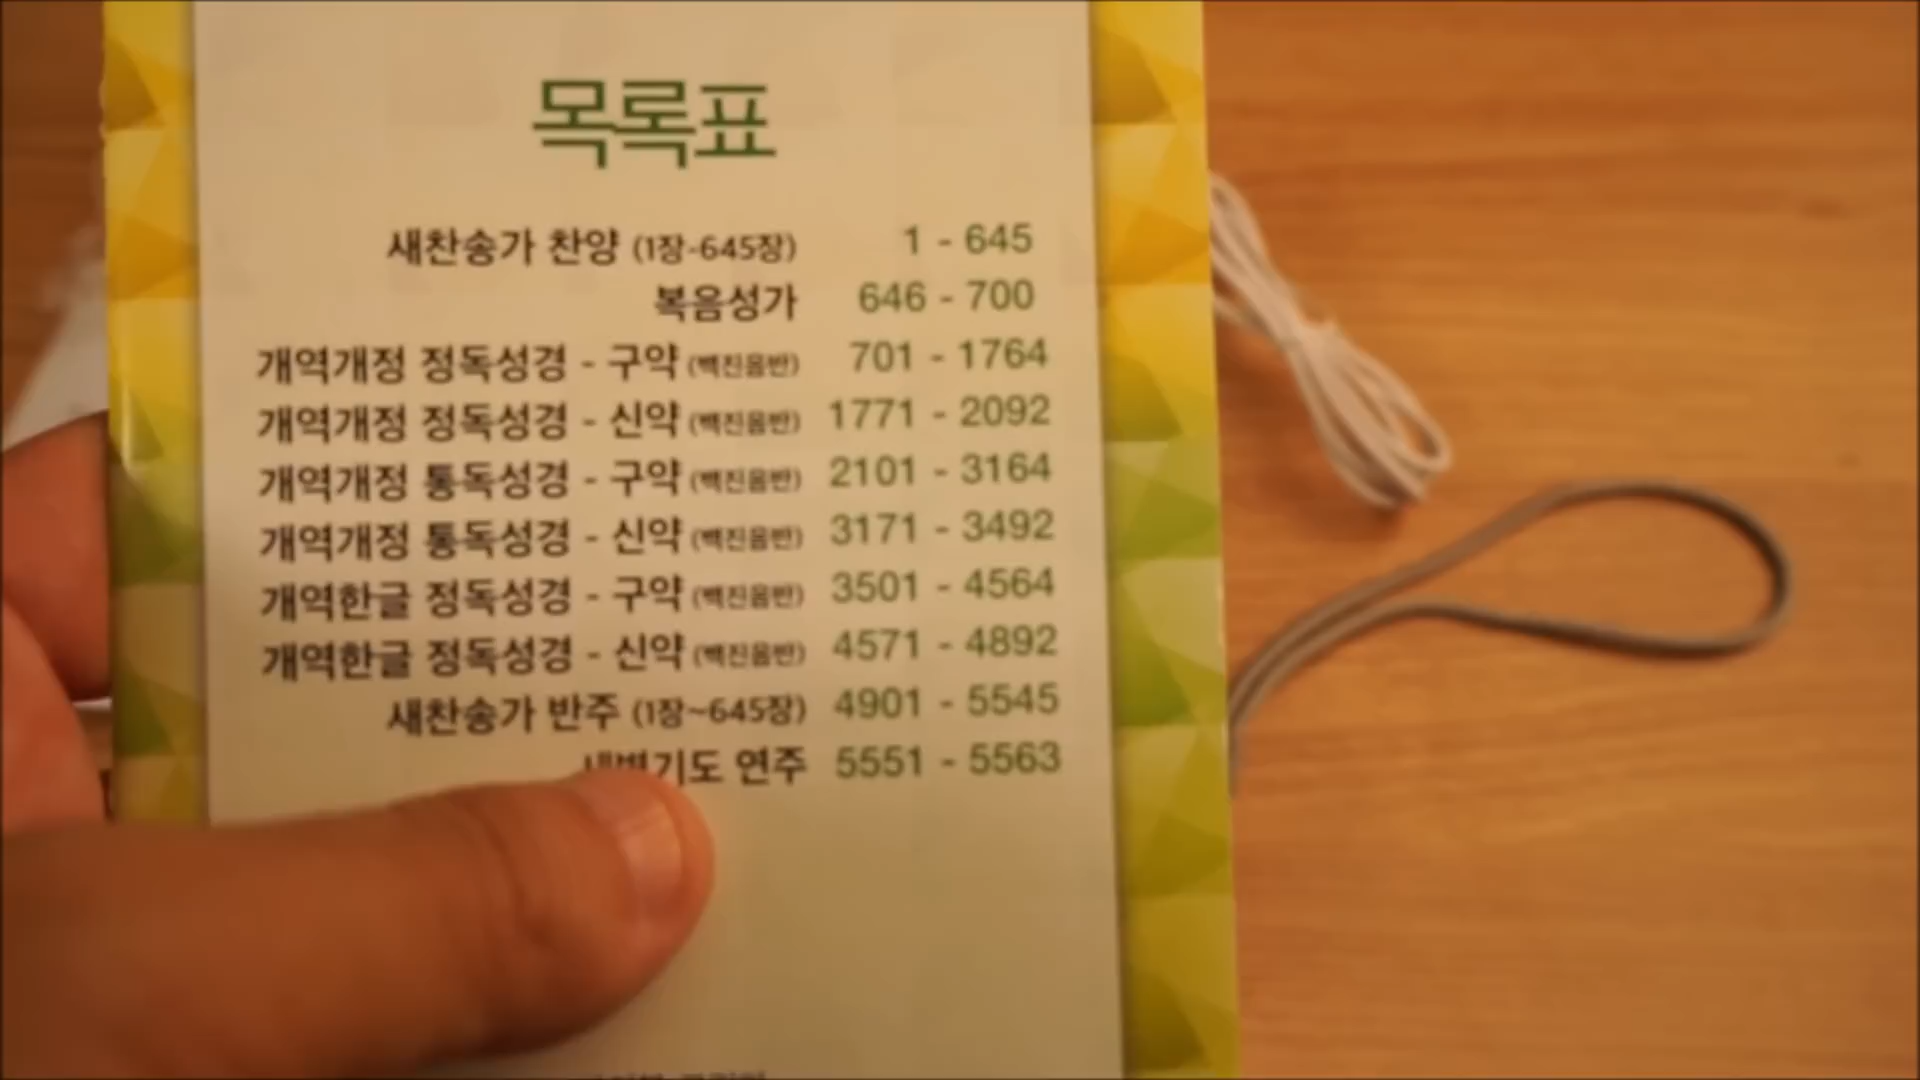 목록표
새찬송가 찬양 (1장-645장) 1 - 645
복음성가 646 - 700
개역개정 정독성경 - 구약 (백진음반) 701 - 1764
개역개정 정독성경 - 신약 (백진음반) 1771 - 2092
개역개정 통독성경 - 구약 (백진음반) 2101 - 3164
개역개정 통독성경 - 신약 (백진음반) 3171 - 3492
개역한글 정독성경 - 구약 (백진음반) 3501 - 4564
개역한글 정독성경 - 신약 (백진음반) 4571 - 4892
새찬송가 반주 (1장~645장) 4901 - 5545
새벽기도 연주 5551 - 5563